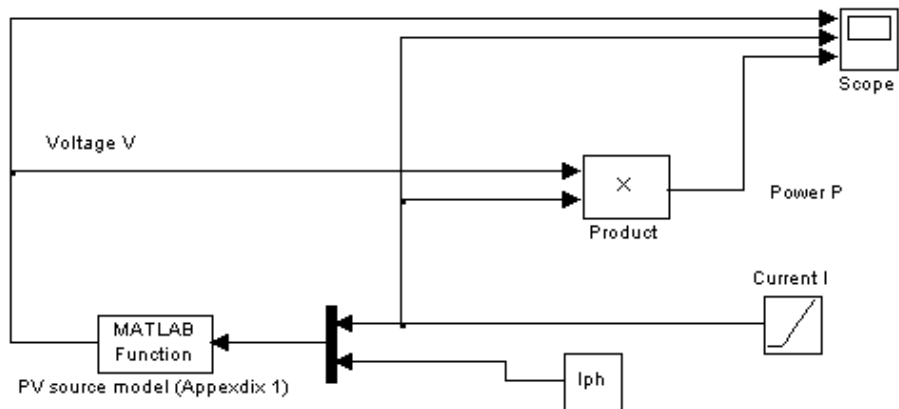 Scope
Voltage V
×
Power P
Product
Current I
MATLAB
Function
Iph
PV source model (Appexdix 1)